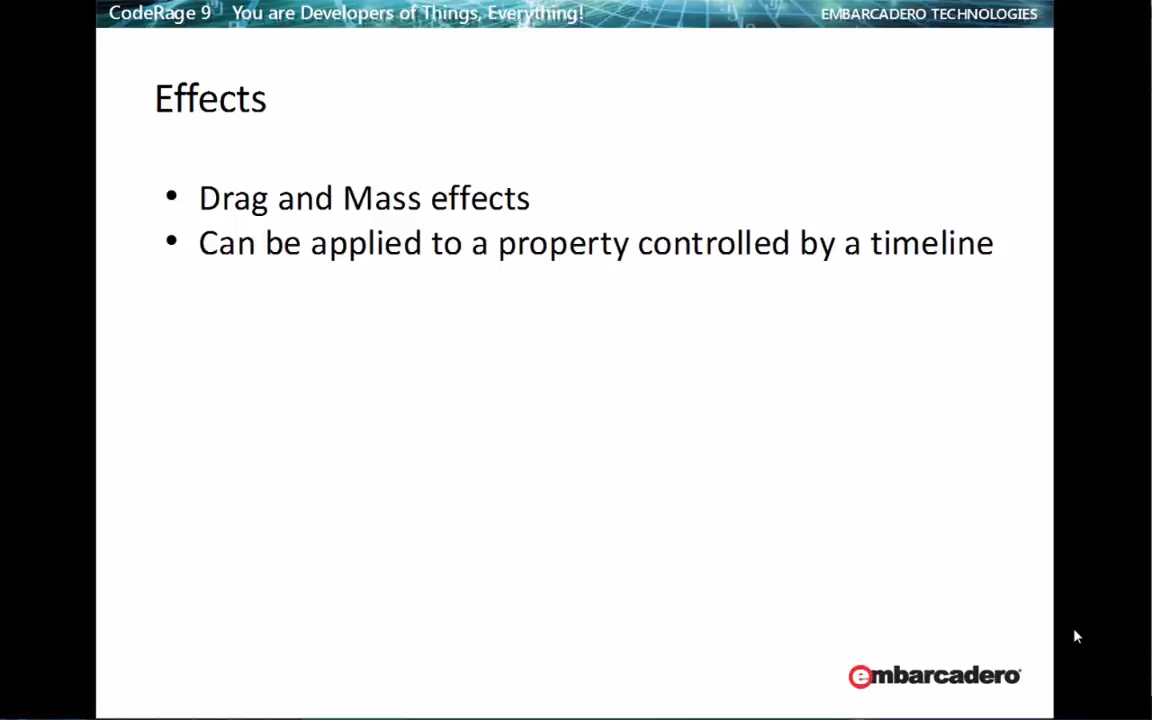 CodeRage 9 You are Developers of Things, Everything! EMBARCADERO TECHNOLOGIES
Effects
• Drag and Mass effects
• Can be applied to a property controlled by a timeline
embarcadero